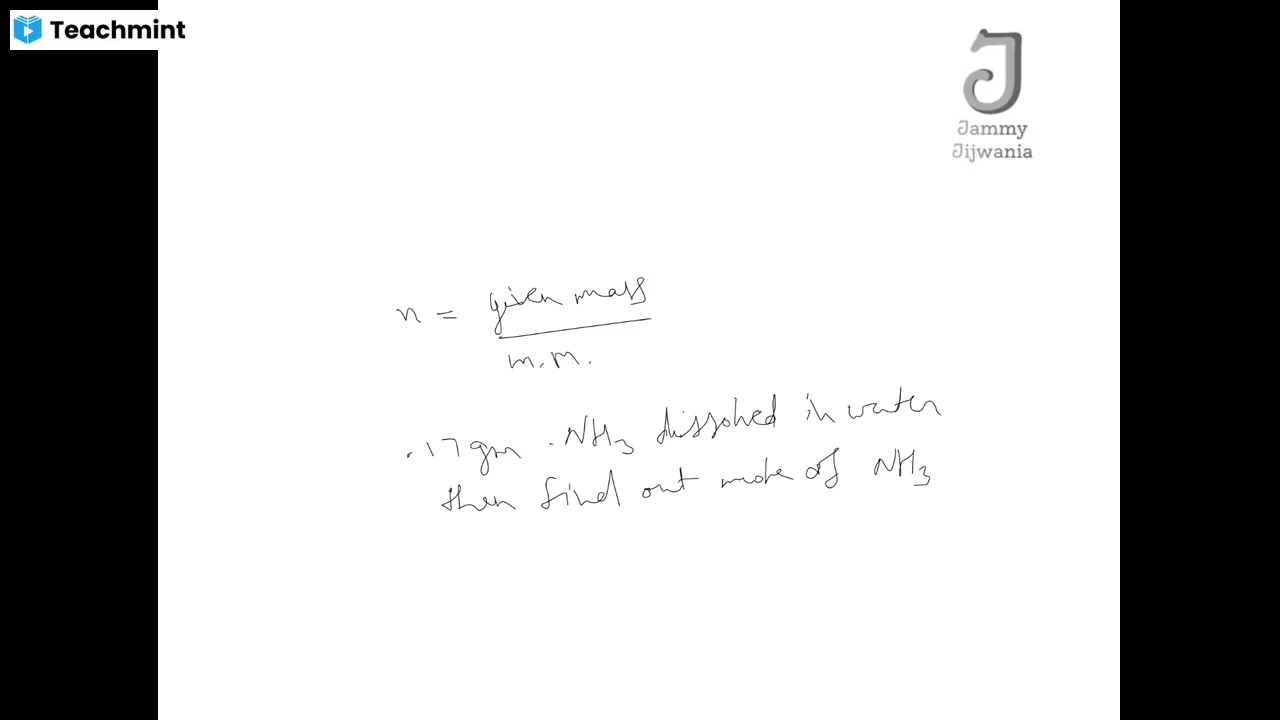 Teachmint
J
Jammy
Jijwania
n = given mass
m.m.
.17 gm . NH3 dissolved in water
then find out mole of NH3